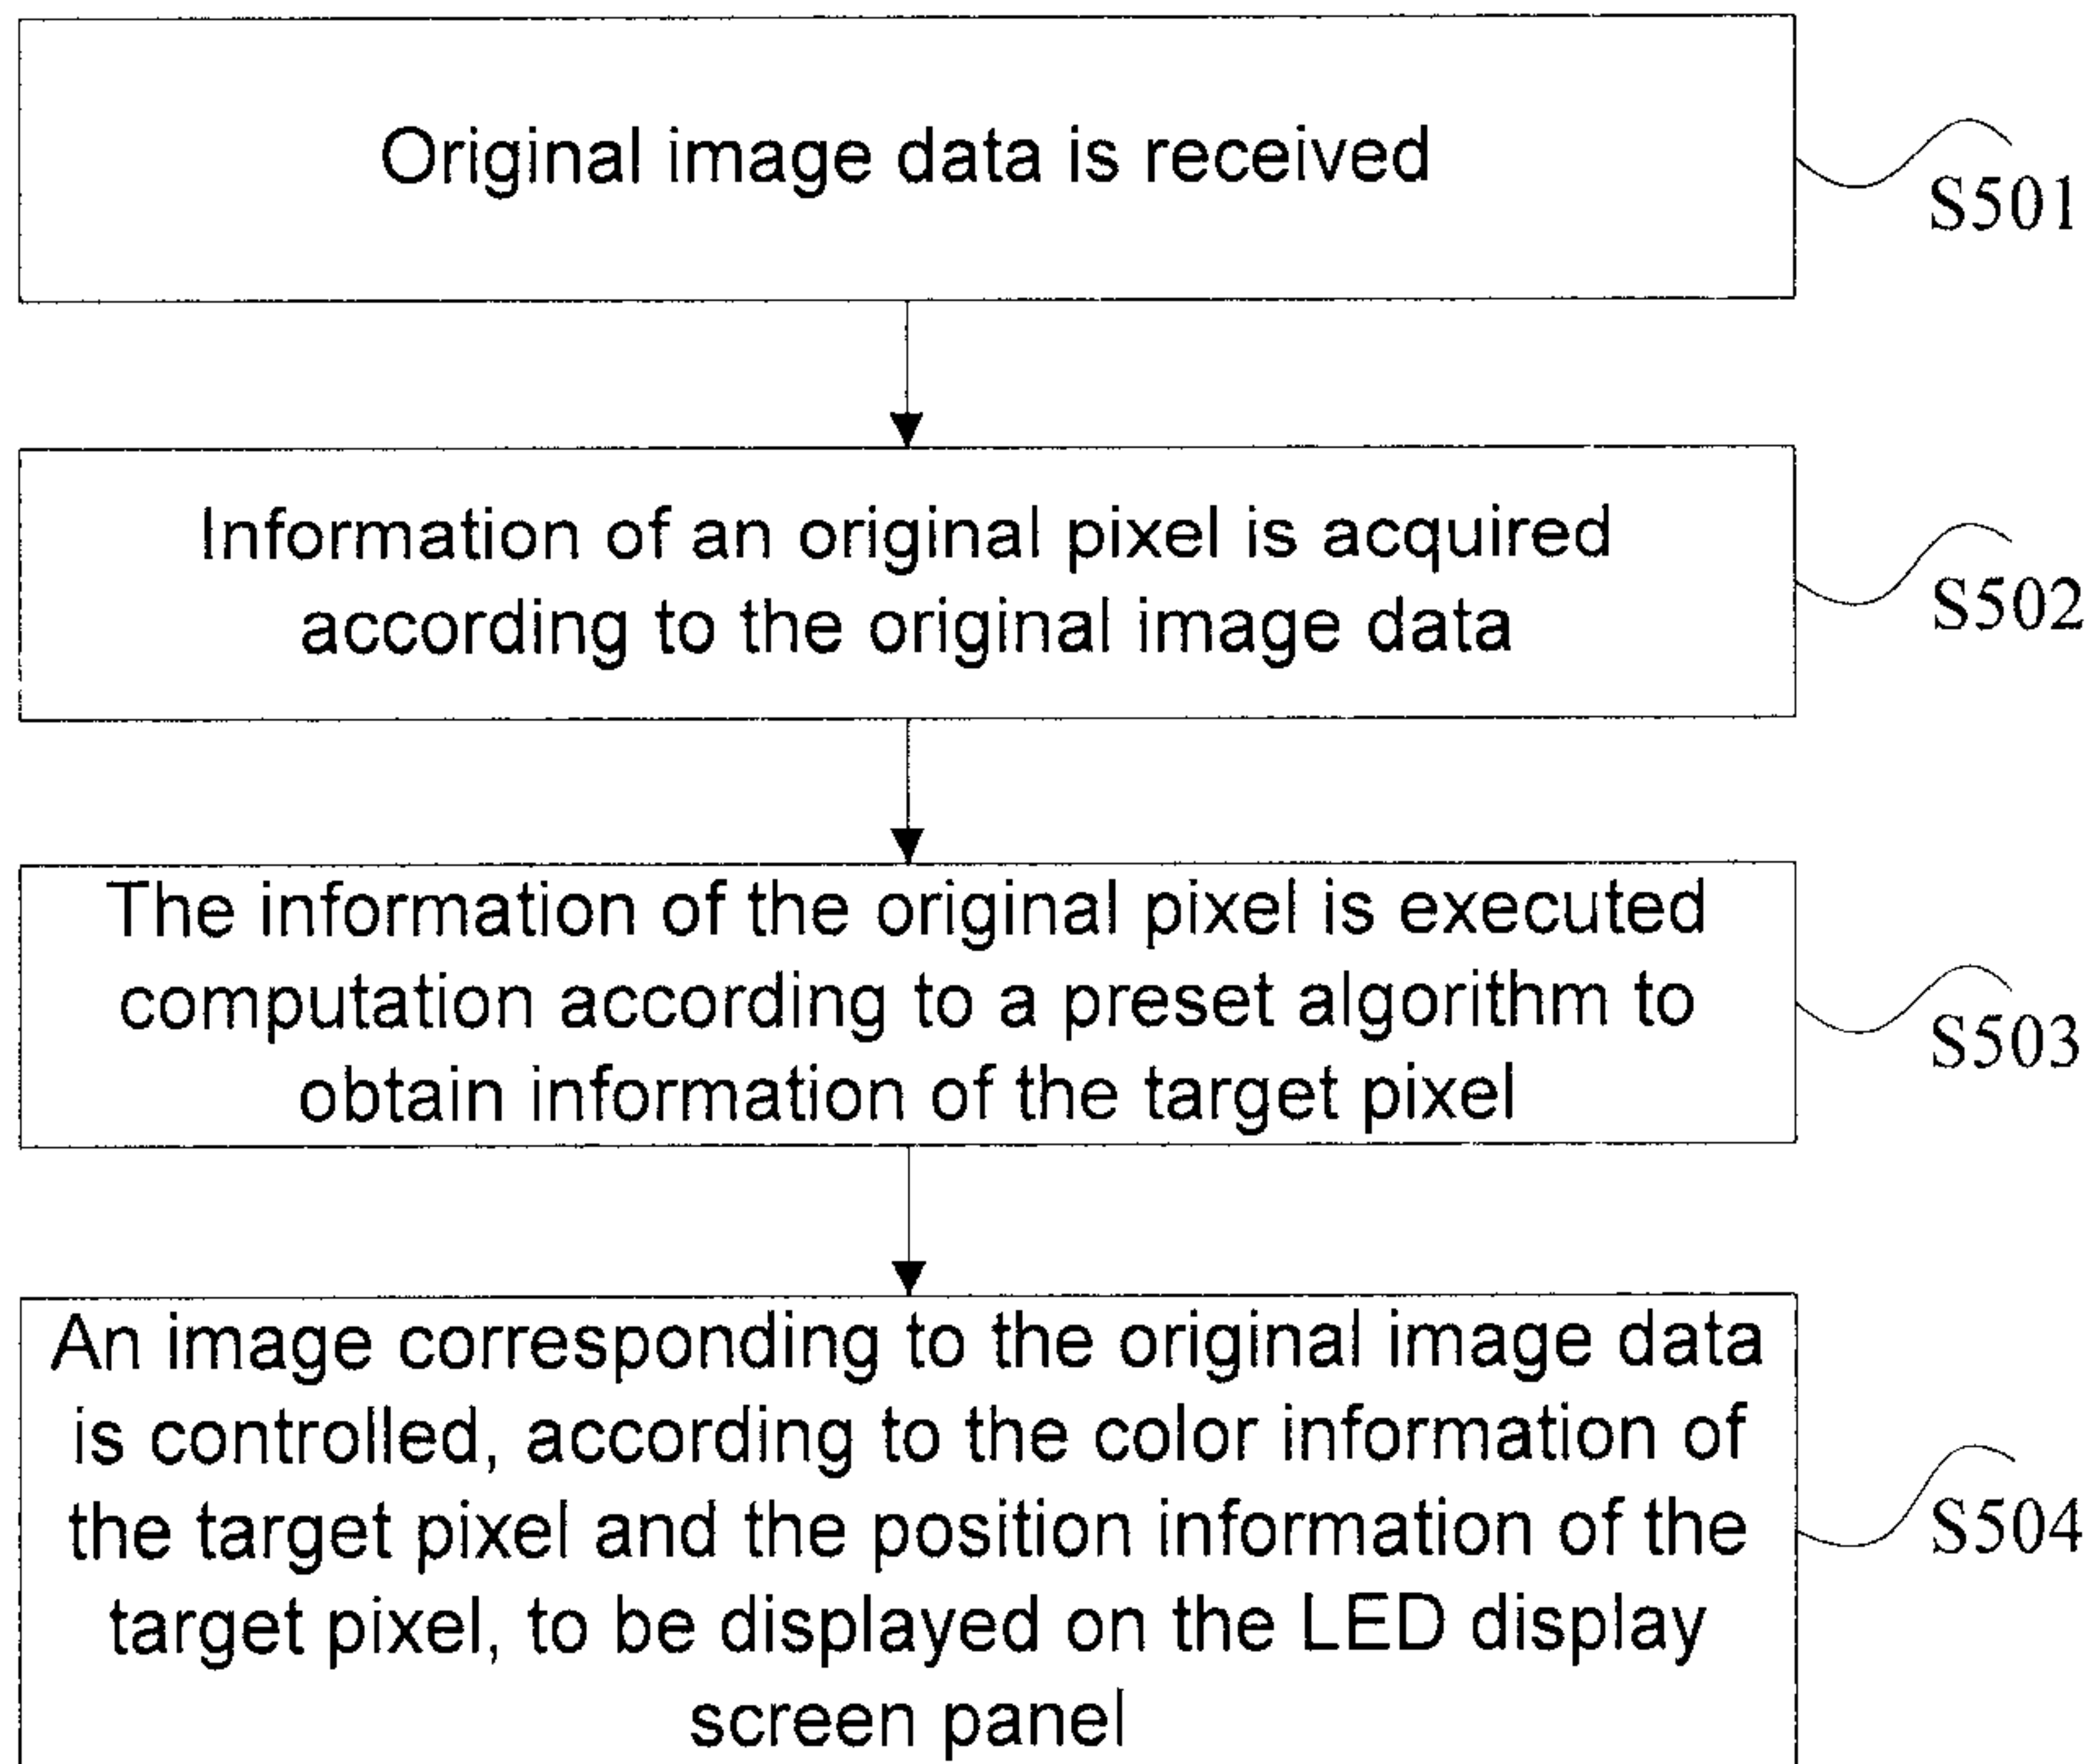 Original image data is received
S501
Information of an original pixel is acquired
according to the original image data
S502
The information of the original pixel is executed
computation according to a preset algorithm to
obtain information of the target pixel
S503
An image corresponding to the original image data
is controlled, according to the color information of
the target pixel and the position information of the
target pixel, to be displayed on the LED display
screen panel
S504